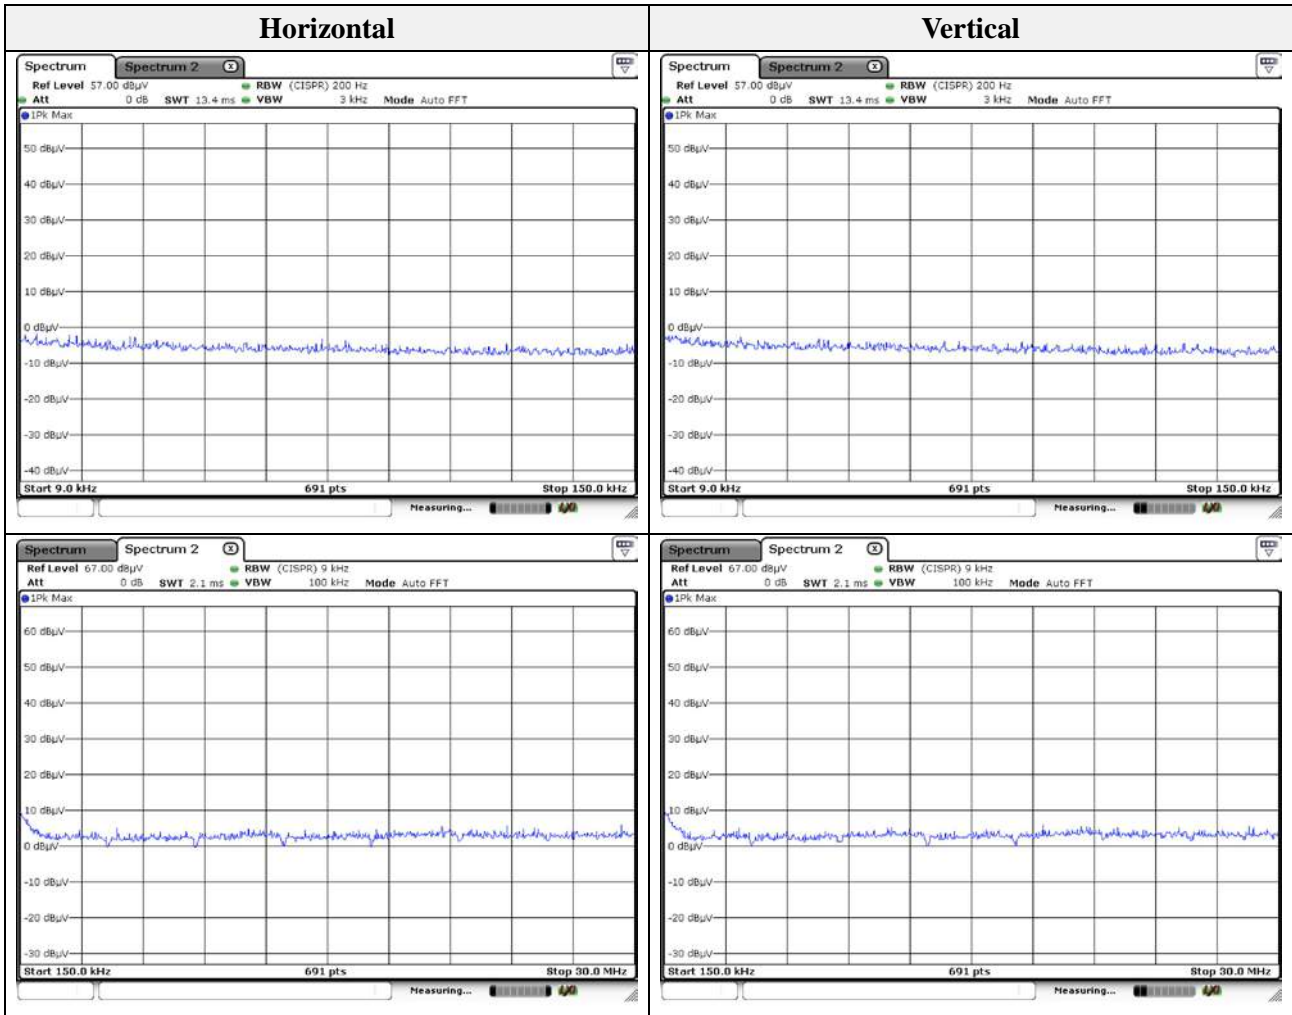 Horizontal
Vertical
Spectrum
Spectrum 2
Ref Level 57.00 dBµV
RBW (CISPR) 200 Hz
Att 0 dB SWT 13.4 ms VBW 3 kHz Mode Auto FFT
1Pk Max
50 dBµV
40 dBµV
30 dBµV
20 dBµV
10 dBµV
0 dBµV
-10 dBµV
-20 dBµV
-30 dBµV
-40 dBµV
Start 9.0 kHz 691 pts Stop 150.0 kHz
Measuring...
Spectrum
Spectrum 2
Ref Level 57.00 dBµV
RBW (CISPR) 200 Hz
Att 0 dB SWT 13.4 ms VBW 3 kHz Mode Auto FFT
1Pk Max
50 dBµV
40 dBµV
30 dBµV
20 dBµV
10 dBµV
0 dBµV
-10 dBµV
-20 dBµV
-30 dBµV
-40 dBµV
Start 9.0 kHz 691 pts Stop 150.0 kHz
Measuring...
Spectrum
Spectrum 2
Ref Level 67.00 dBµV
RBW (CISPR) 9 kHz
Att 0 dB SWT 2.1 ms VBW 100 kHz Mode Auto FFT
1Pk Max
60 dBµV
50 dBµV
40 dBµV
30 dBµV
20 dBµV
10 dBµV
0 dBµV
-10 dBµV
-20 dBµV
-30 dBµV
Start 150.0 kHz 691 pts Stop 30.0 MHz
Measuring...
Spectrum
Spectrum 2
Ref Level 67.00 dBµV
RBW (CISPR) 9 kHz
Att 0 dB SWT 2.1 ms VBW 100 kHz Mode Auto FFT
1Pk Max
60 dBµV
50 dBµV
40 dBµV
30 dBµV
20 dBµV
10 dBµV
0 dBµV
-10 dBµV
-20 dBµV
-30 dBµV
Start 150.0 kHz 691 pts Stop 30.0 MHz
Measuring...